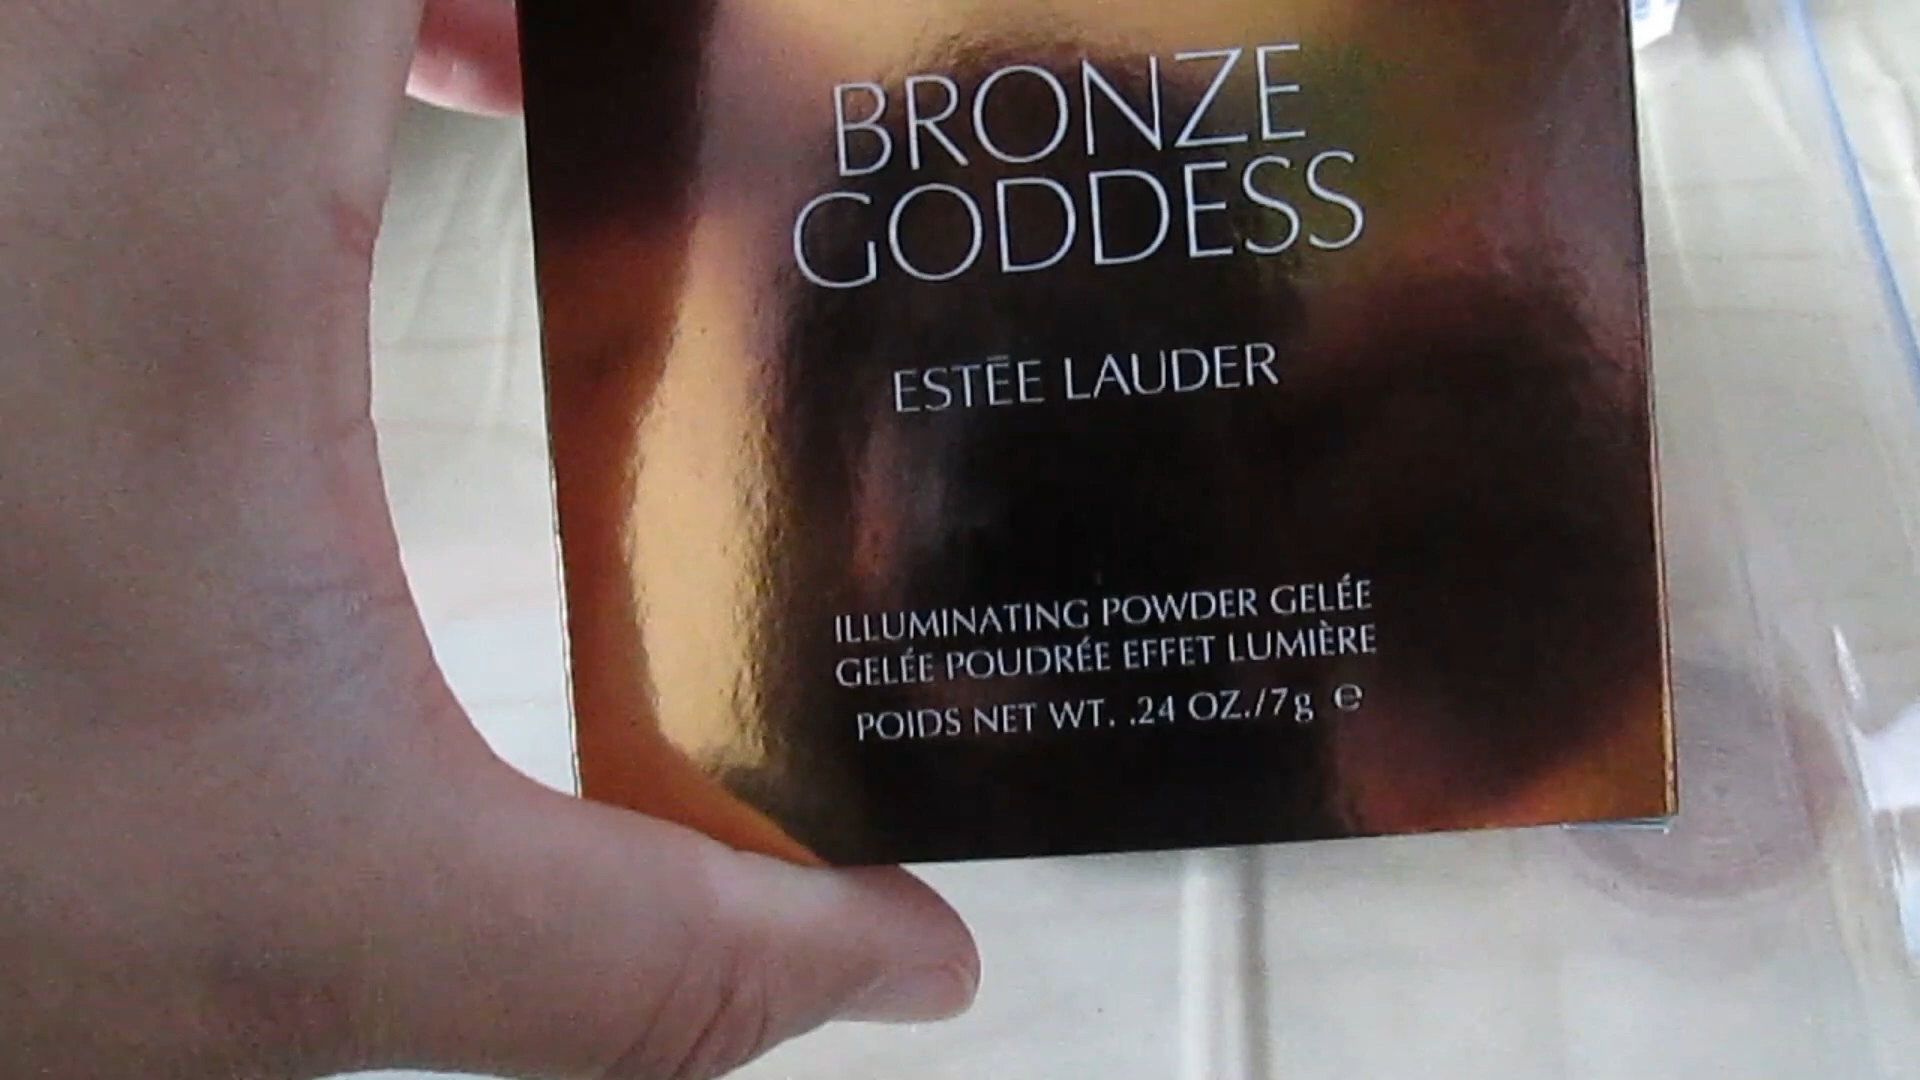 BRONZE
GODDESS
ESTĒE LAUDER
ILLUMINATING POWDER GELÉE
GELÉE POUDRÉE EFFET LUMIÈRE
POIDS NET WT. .24 OZ./7g ℮